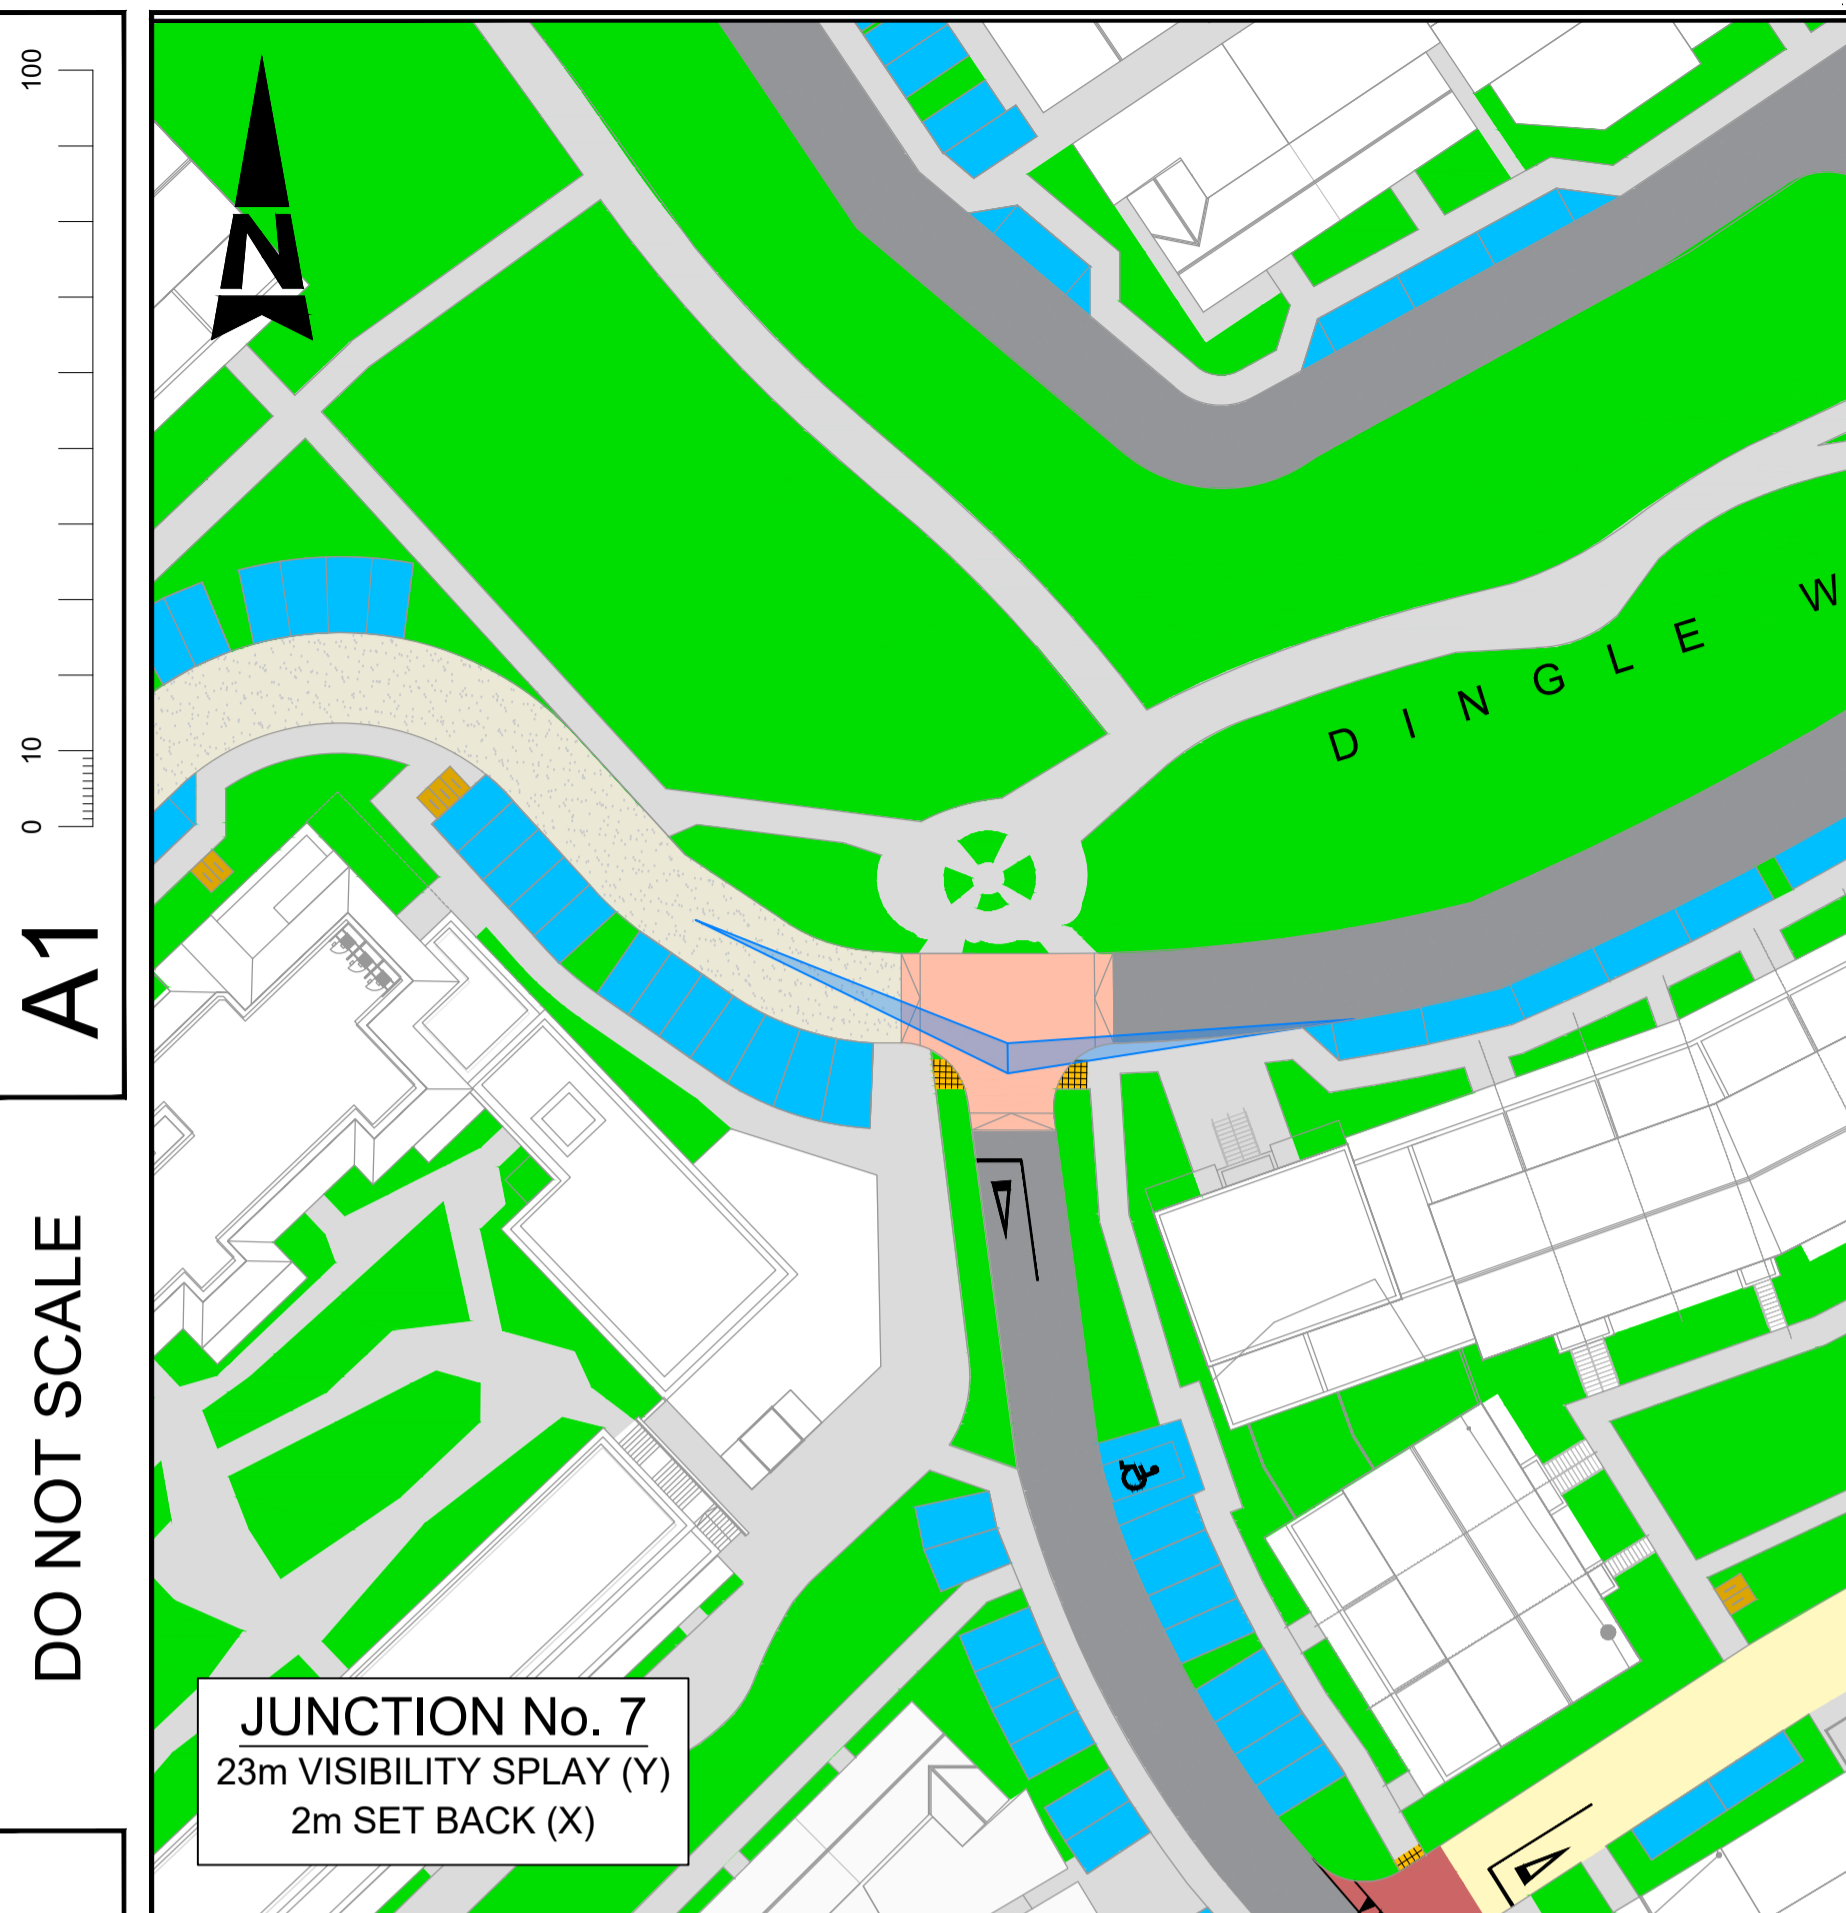 100
10
0
A1
DO NOT SCALE
N
DINGLE W
JUNCTION No. 7
23m VISIBILITY SPLAY (Y)
2m SET BACK (X)